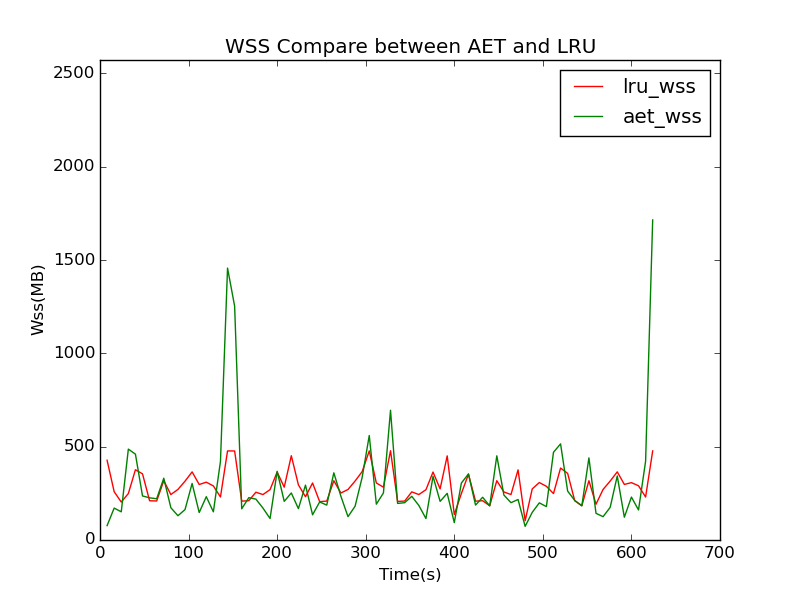 WSS Compare between AET and LRU
2500
2000
1500
1000
500
0
Wss(MB)
lru_wss
aet_wss
0 100 200 300 400 500 600 700
Time(s)